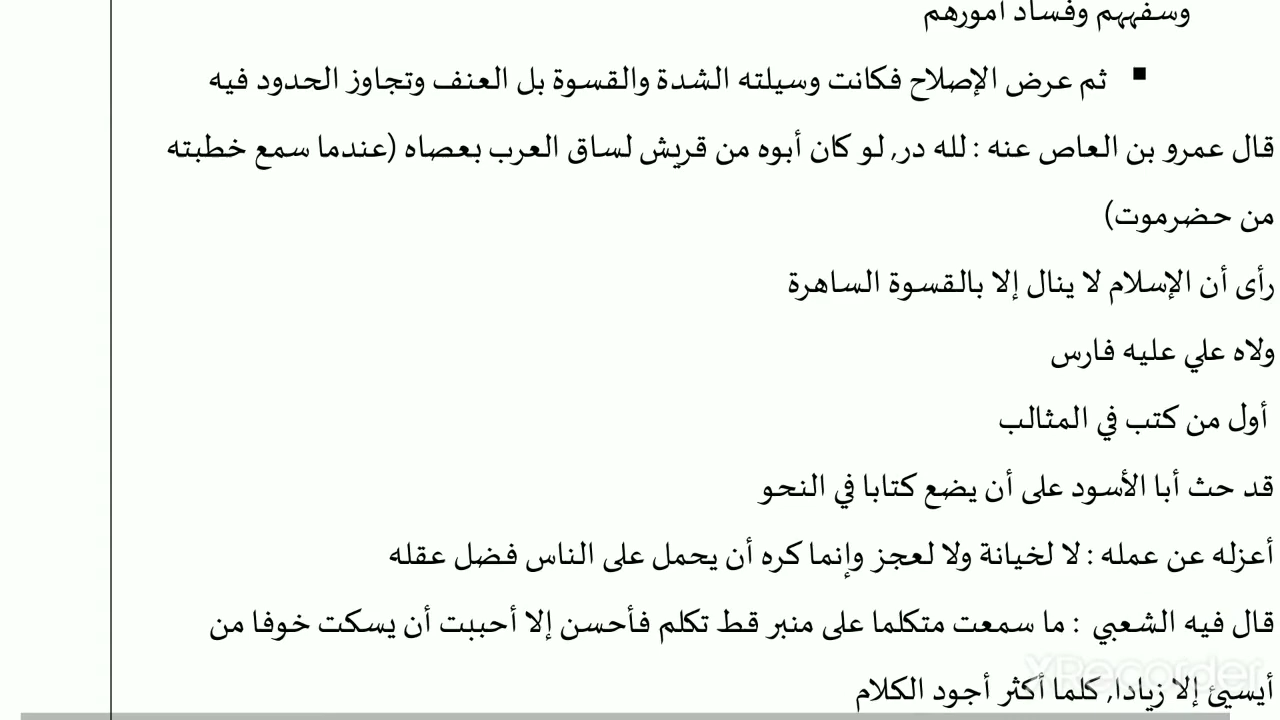 وسفههم وفساد أمورهم
▪ ثم عرض الإصلاح فكانت وسيلته الشدة والقسوة بل العنف وتجاوز الحدود فيه
قال عمرو بن العاص عنه : لله در, لو كان أبوه من قريش لساق العرب بعصاه (عندما سمع خطبته
من حضرموت)
رأى أن الإسلام لا ينال إلا بالقسوة الساهرة
ولاه علي عليه فارس
أول من كتب في المثالب
قد حث أبا الأسود على أن يضع كتابا في النحو
أعزله عن عمله : لا لخيانة ولا لعجز وإنما كره أن يحمل على الناس فضل عقله
قال فيه الشعبي : ما سمعت متكلما على منبر قط تكلم فأحسن إلا أحببت أن يسكت خوفا من
أيسيئ إلا زيادا, كلما أكثر أجود الكلام
XRecorder